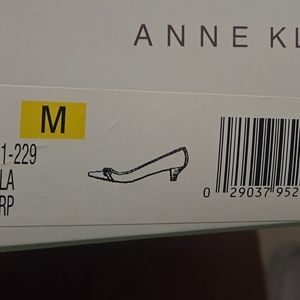 ANNE KL
M
1-229
LA
RP
0 29037 952